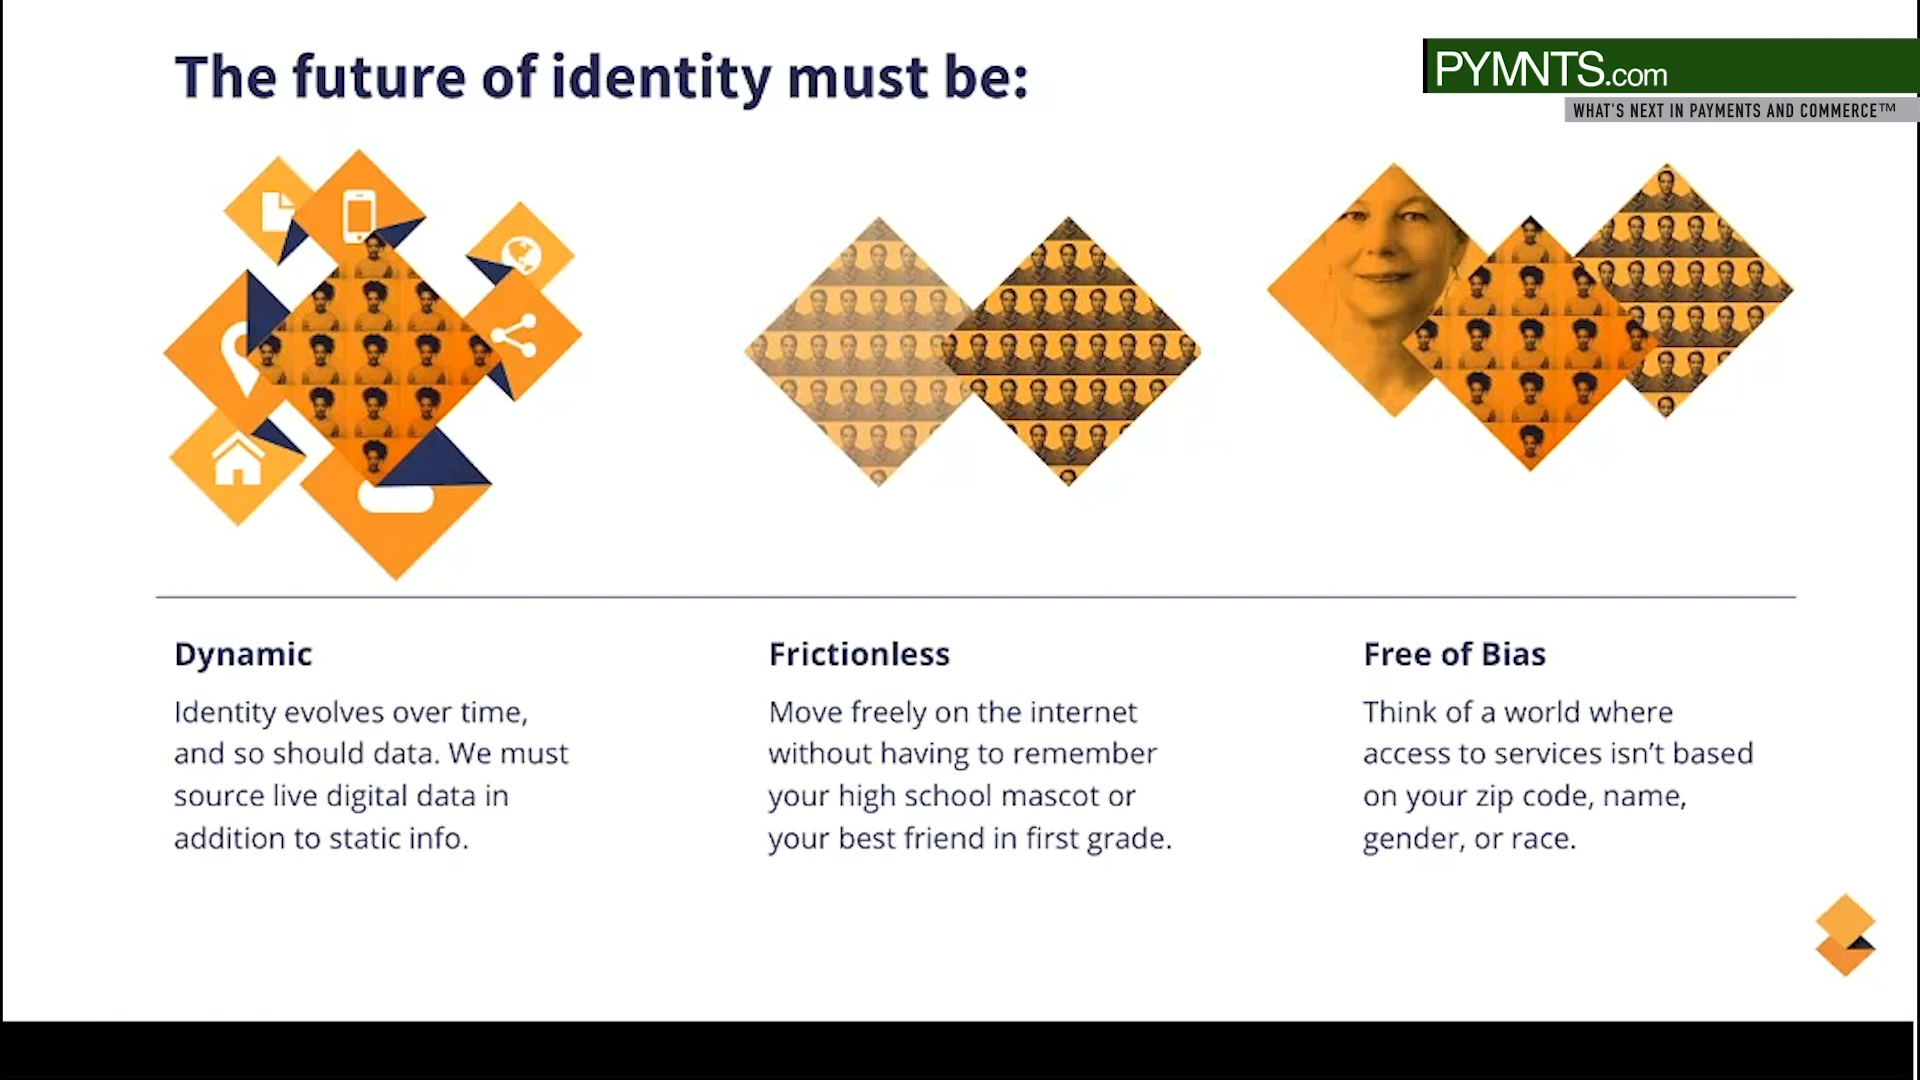 The future of identity must be:
PYMNTS.com
WHAT'S NEXT IN PAYMENTS AND COMMERCE™
Dynamic
Identity evolves over time,
and so should data. We must
source live digital data in
addition to static info.
Frictionless
Move freely on the internet
without having to remember
your high school mascot or
your best friend in first grade.
Free of Bias
Think of a world where
access to services isn’t based
on your zip code, name,
gender, or race.